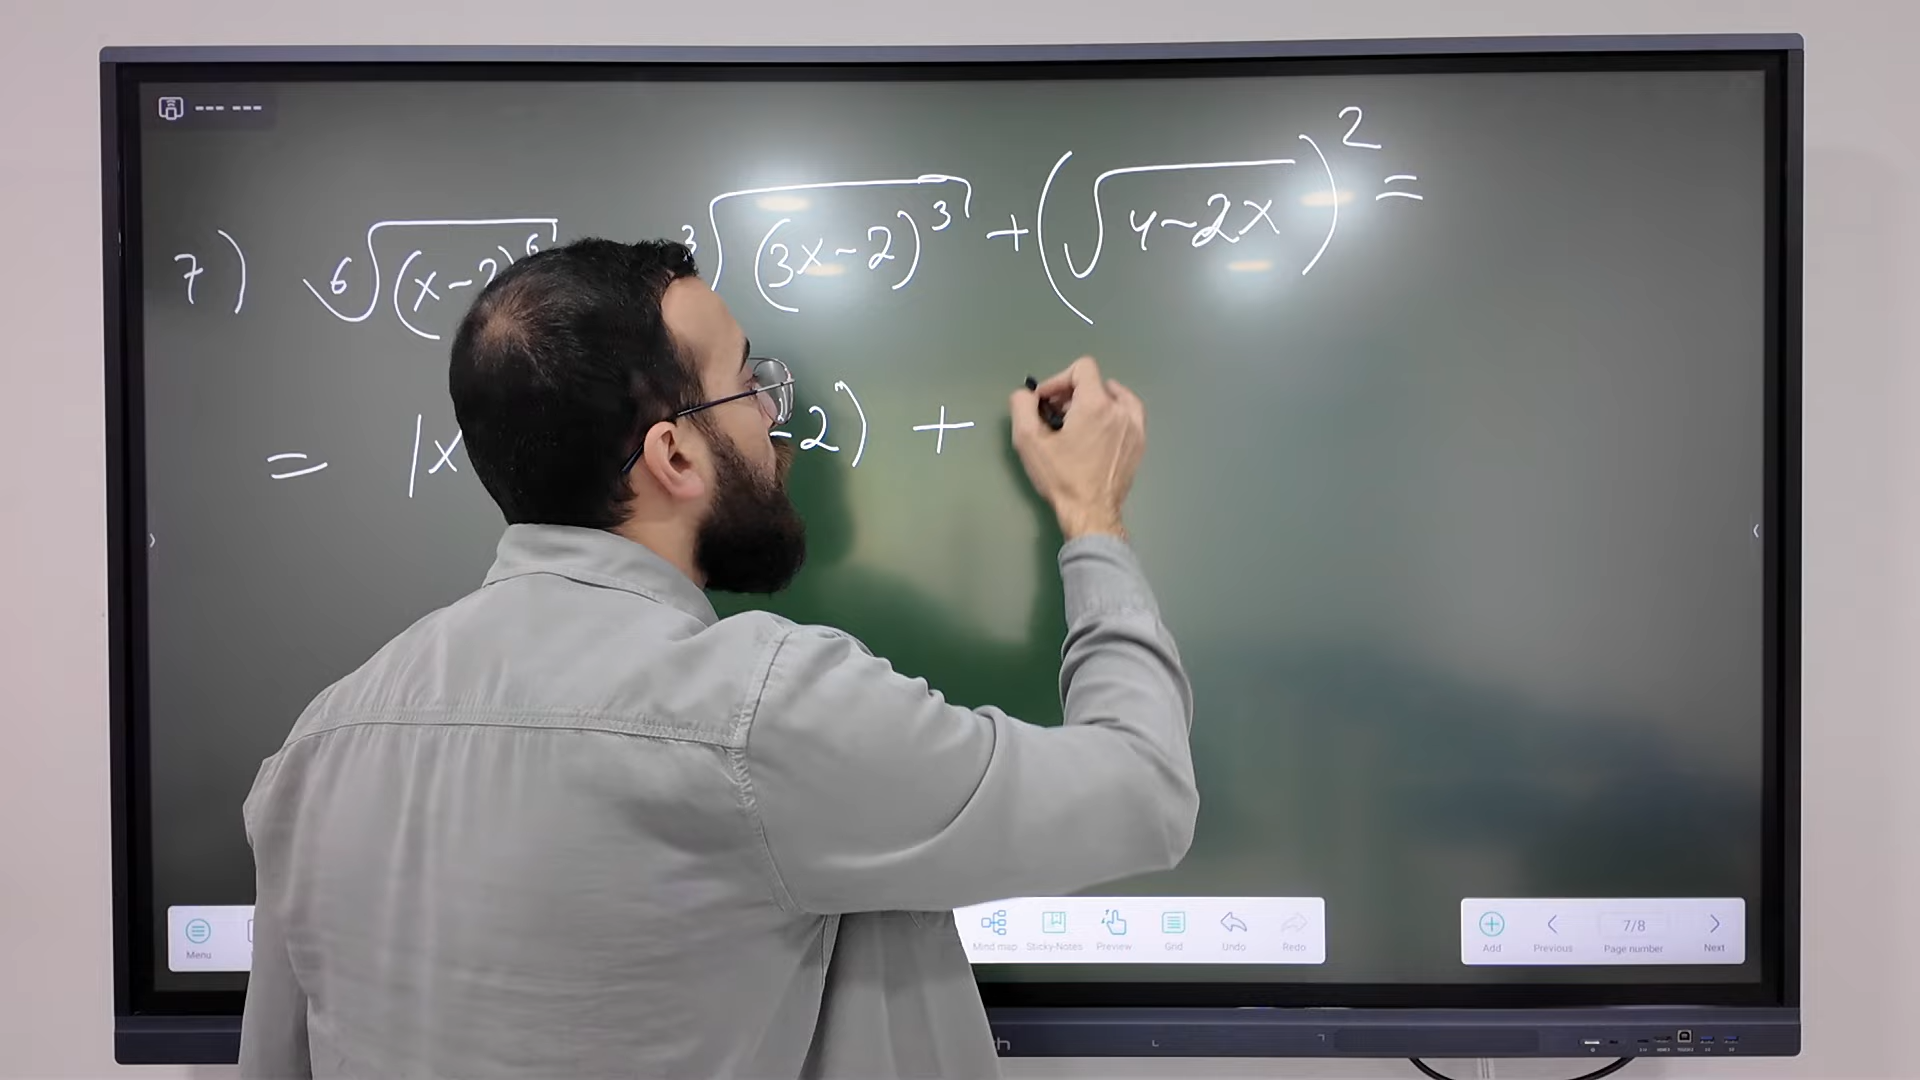 7) ⁶√(x-2)⁶ ³√(3x-2)³ + (√4-2x)² =
= |x -2) +
Menu Mind map Sticky-Notes Preview Grid Undo Redo Add Previous 7/8 Page number Next